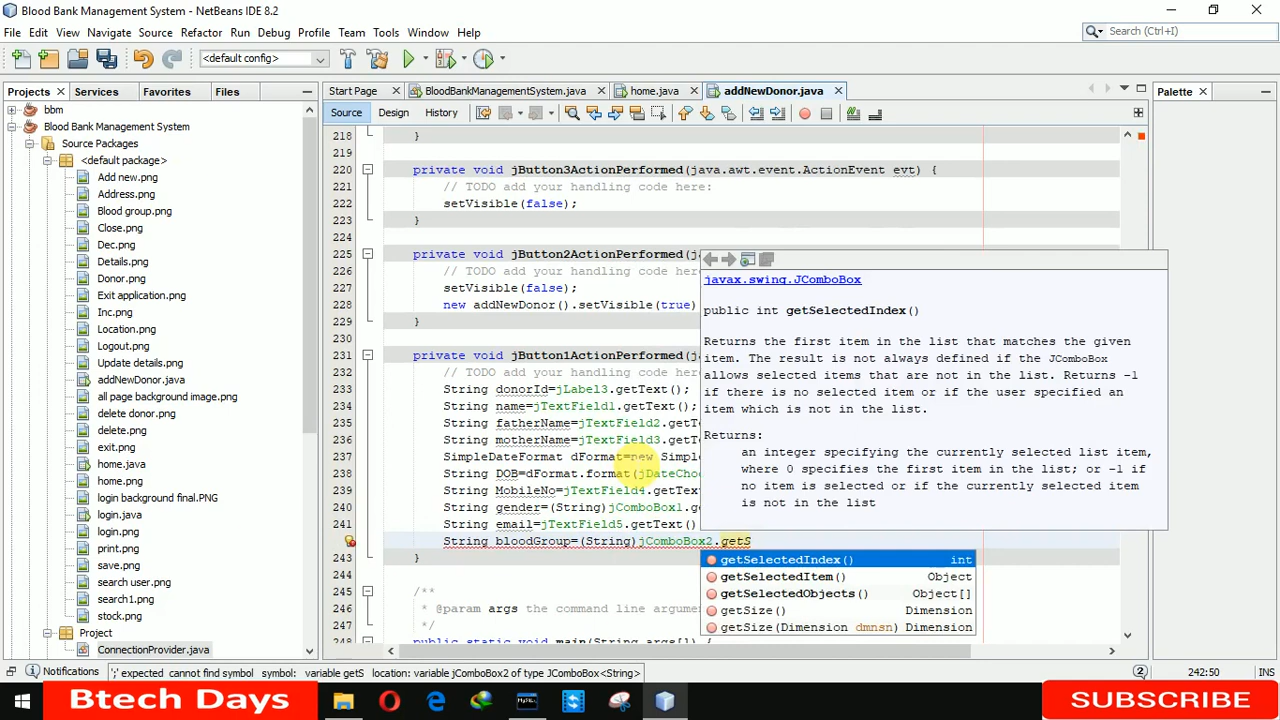 Blood Bank Management System - NetBeans IDE 8.2
File Edit View Navigate Source Refactor Run Debug Profile Team Tools Window Help
Search (Ctrl+I)
<default config>
Projects Services Favorites Files
Start Page BloodBankManagementSystem.java home.java addNewDonor.java
Palette
Source Design History
bbm
Blood Bank Management System
Source Packages
<default package>
Add new.png
Address.png
Blood group.png
Close.png
Dec.png
Details.png
Donor.png
Exit application.png
Inc.png
Location.png
Logout.png
Update details.png
addNewDonor.java
all page background image.png
delete donor.png
delete.png
exit.png
home.java
home.png
login background final.PNG
login.java
login.png
print.png
save.png
search user.png
search1.png
stock.png
Project
ConnectionProvider.java
218 }
219
220 private void jButton3ActionPerformed(java.awt.event.ActionEvent evt) {
221 // TODO add your handling code here:
222 setVisible(false);
223 }
224
225 private void jButton2ActionPerformed(j
226 // TODO add your handling code her
227 setVisible(false);
228 new addNewDonor().setVisible(true)
229 }
230
231 private void jButton1ActionPerformed(j
232 // TODO add your handling code her
233 String donorId=jLabel3.getText();
234 String name=jTextField1.getText();
235 String fatherName=jTextField2.getT
236 String motherName=jTextField3.getT
237 SimpleDateFormat dFormat=new Simpl
238 String DOB=dFormat.format(jDateCho
239 String MobileNo=jTextField4.getTex
240 String gender=(String)jComboBox1.g
241 String email=jTextField5.getText()
String bloodGroup=(String)jComboBox2.getS
243 }
244
245 /**
246 * @param args the command line argume
247 */
248 public static void main(String args[]) {
javax.swing.JComboBox
public int getSelectedIndex()
Returns the first item in the list that matches the given
item. The result is not always defined if the JComboBox
allows selected items that are not in the list. Returns -1
if there is no selected item or if the user specified an
item which is not in the list.
Returns:
an integer specifying the currently selected list item,
where 0 specifies the first item in the list; or -1 if
no item is selected or if the currently selected item
is not in the list
getSelectedIndex() int
getSelectedItem() Object
getSelectedObjects() Object[]
getSize() Dimension
getSize(Dimension dmnsn) Dimension
Notifications
';' expected cannot find symbol symbol: variable getS location: variable jComboBox2 of type JComboBox<String>
242:50 INS
Btech Days
SUBSCRIBE